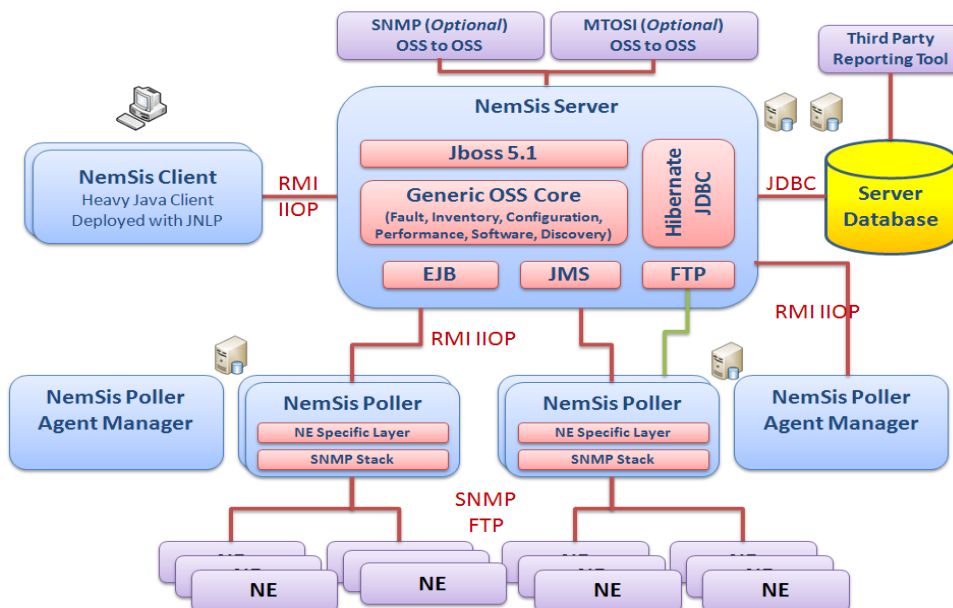 SNMP (Optional)
OSS to OSS
MTOSI (Optional)
OSS to OSS
Third Party
Reporting Tool
NemSis Server
Jboss 5.1
Generic OSS Core
(Fault, Inventory, Configuration,
Performance, Software, Discovery)
Hibernate
JDBC
EJB
JMS
FTP
NemSis Client
Heavy Java Client
Deployed with JNLP
RMI
IIOP
JDBC
Server
Database
RMI IIOP
RMI IIOP
NemSis Poller
Agent Manager
NemSis Poller
NE Specific Layer
SNMP Stack
NemSis Poller
NE Specific Layer
SNMP Stack
NemSis Poller
Agent Manager
SNMP
FTP
NE
NE
NE
NE